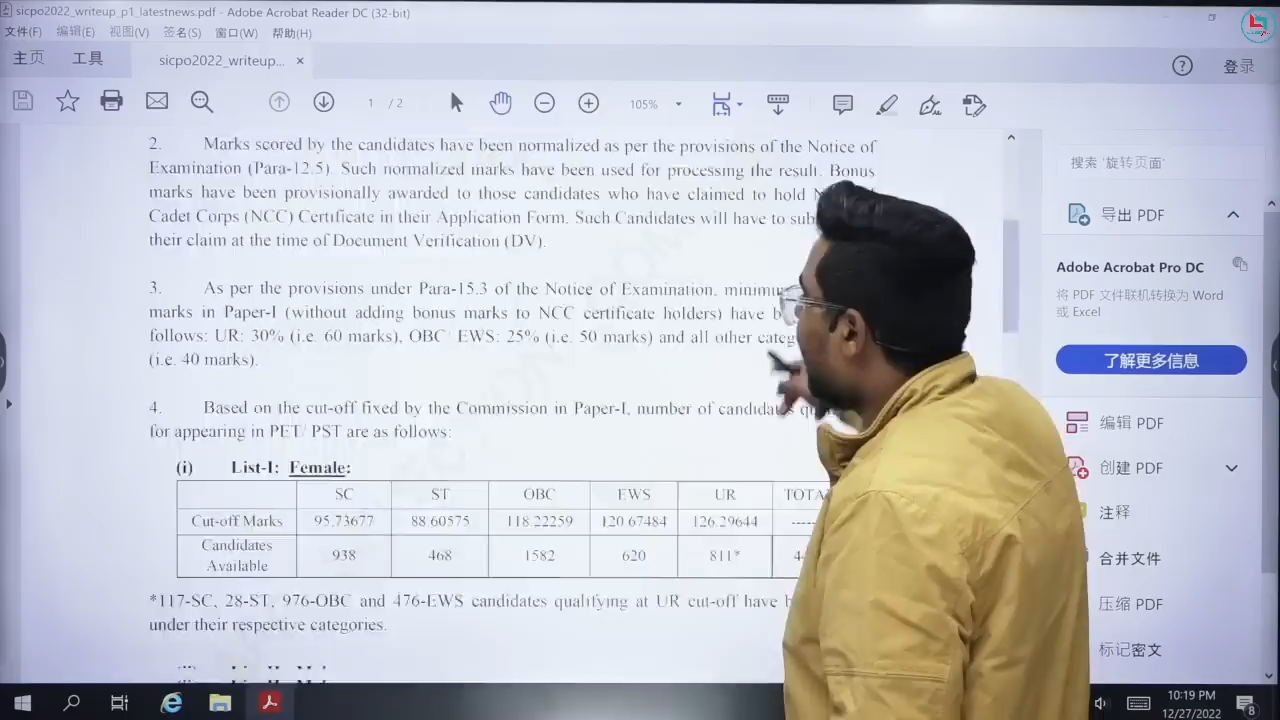 sicpo2022_writeup_p1_latestnews.pdf - Adobe Acrobat Reader DC (32-bit)
文件(F) 编辑(E) 视图(V) 签名(S) 窗口(W) 帮助(H)
主页 工具 sicpo2022_writeup... × 登录
1 / 2 105%
2. Marks scored by the candidates have been normalized as per the provisions of the Notice of
Examination (Para-12.5). Such normalized marks have been used for processing the result. Bonus
marks have been provisionally awarded to those candidates who have claimed to hold
Cadet Corps (NCC) Certificate in their Application Form. Such Candidates will have to
their claim at the time of Document Verification (DV).
3. As per the provisions under Para-15.3 of the Notice of Examination,
marks in Paper-I (without adding bonus marks to NCC certificate holders) have
follows: UR: 30% (i.e. 60 marks), OBC/ EWS: 25% (i.e. 50 marks) and all other
(i.e. 40 marks).
4. Based on the cut-off fixed by the Commission in Paper-I, number of candidates
for appearing in PET/ PST are as follows:
(i) List-I: Female:
SC ST OBC EWS UR
Cut-off Marks 95.73677 88.60575 118.22259 120.67484 126.29644 -----
Candidates Available 938 468 1582 620 811*
*117-SC, 28-ST, 976-OBC and 476-EWS candidates qualifying at UR cut-off have
under their respective categories.
搜索 '旋转页面'
导出 PDF
Adobe Acrobat Pro DC
将 PDF 文件联机转换为 Word
或 Excel
了解更多信息
编辑 PDF
创建 PDF
注释
合并文件
压缩 PDF
标记密文
10:19 PM
12/27/2022
8